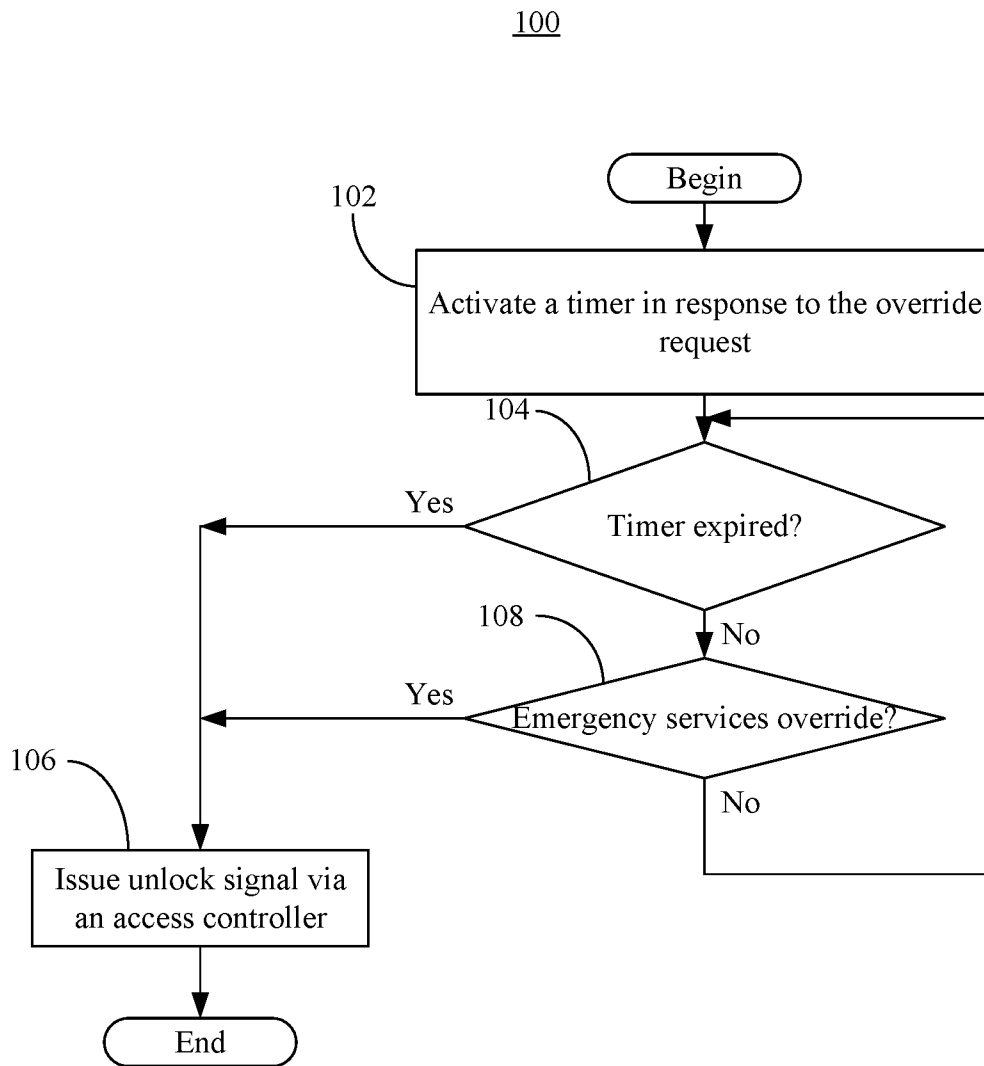 100
Begin
102
Activate a timer in response to the override
request
104
Yes
Timer expired?
No
108
Yes
Emergency services override?
No
106
Issue unlock signal via
an access controller
End